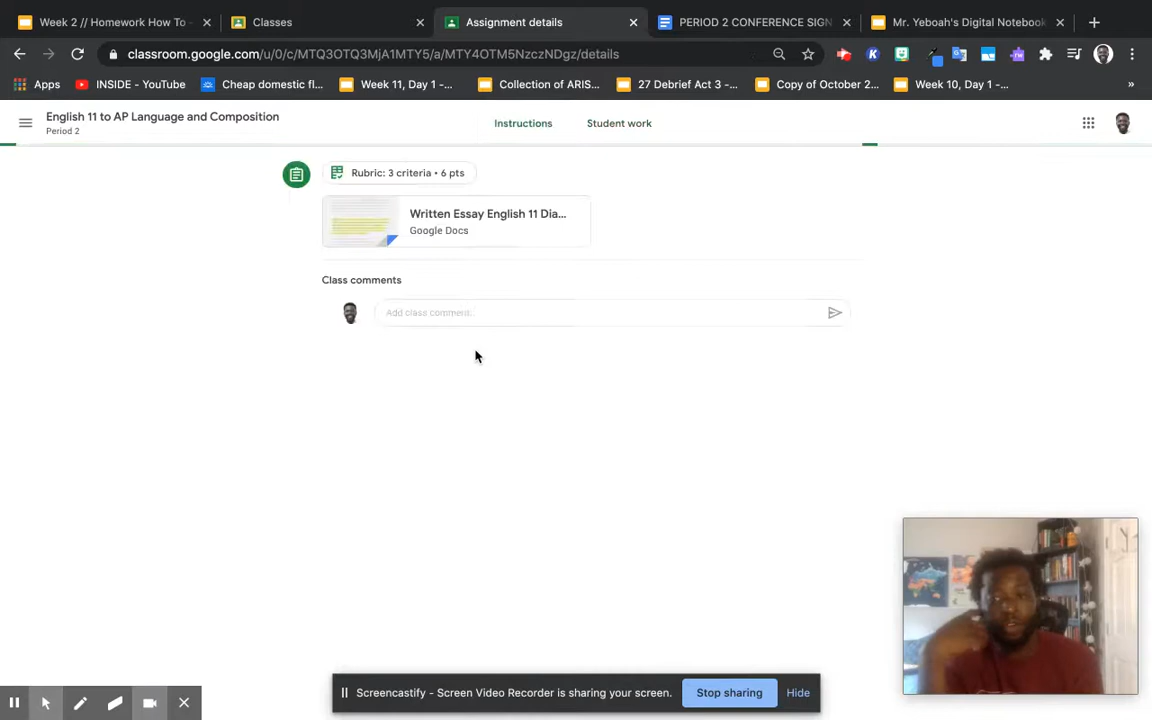 Week 2 // Homework How To -
Classes
Assignment details
PERIOD 2 CONFERENCE SIGN
Mr. Yeboah's Digital Notebook
classroom.google.com/u/0/c/MTQ3OTQ3MjA1MTY5/a/MTY4OTM5NzczNDgz/details
Apps
INSIDE - YouTube
Cheap domestic fl...
Week 11, Day 1 -...
Collection of ARIS...
27 Debrief Act 3 -...
Copy of October 2...
Week 10, Day 1 -...
»
English 11 to AP Language and Composition
Period 2
Instructions
Student work
Rubric: 3 criteria • 6 pts
Written Essay English 11 Dia...
Google Docs
Class comments
Add class comment...
Screencastify - Screen Video Recorder is sharing your screen.
Stop sharing
Hide